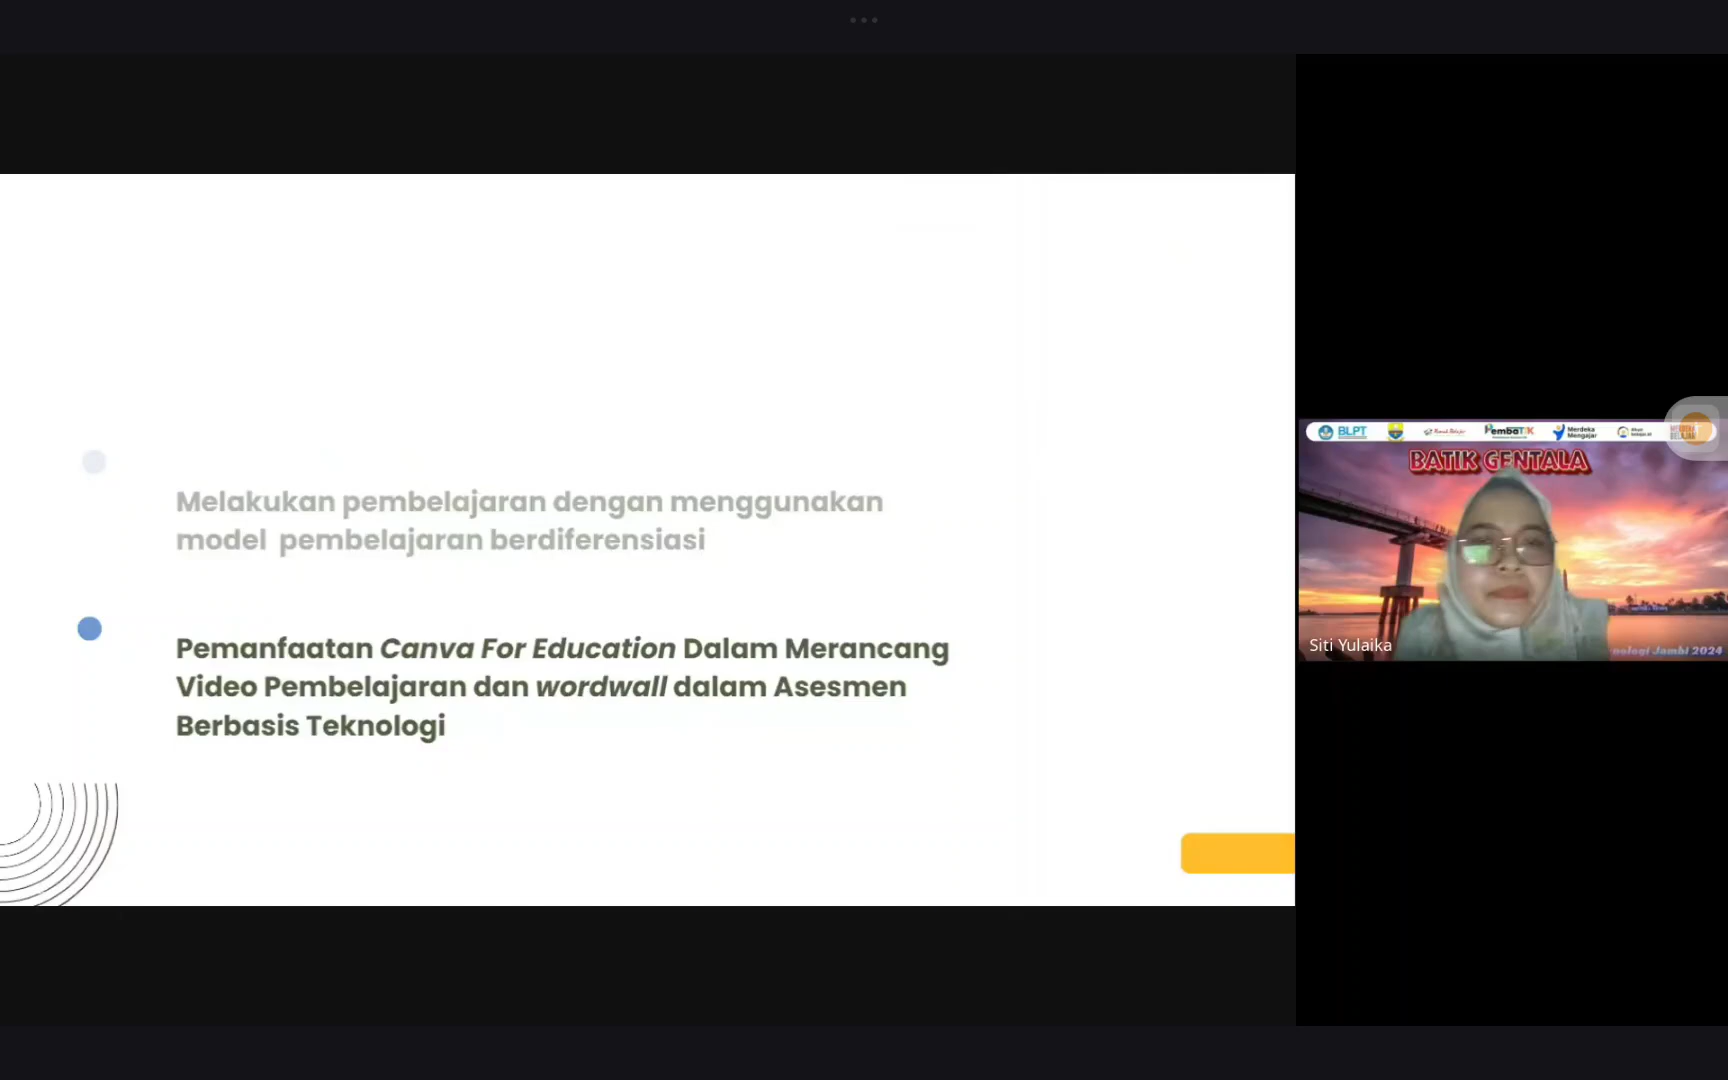 Melakukan pembelajaran dengan menggunakan
model pembelajaran berdiferensiasi
Pemanfaatan Canva For Education Dalam Merancang
Video Pembelajaran dan wordwall dalam Asesmen
Berbasis Teknologi
BLPT
PembaTIK
Merdeka
Mengajar
BATIK GENTALA
Siti Yulaika
nologi Jambi 2024